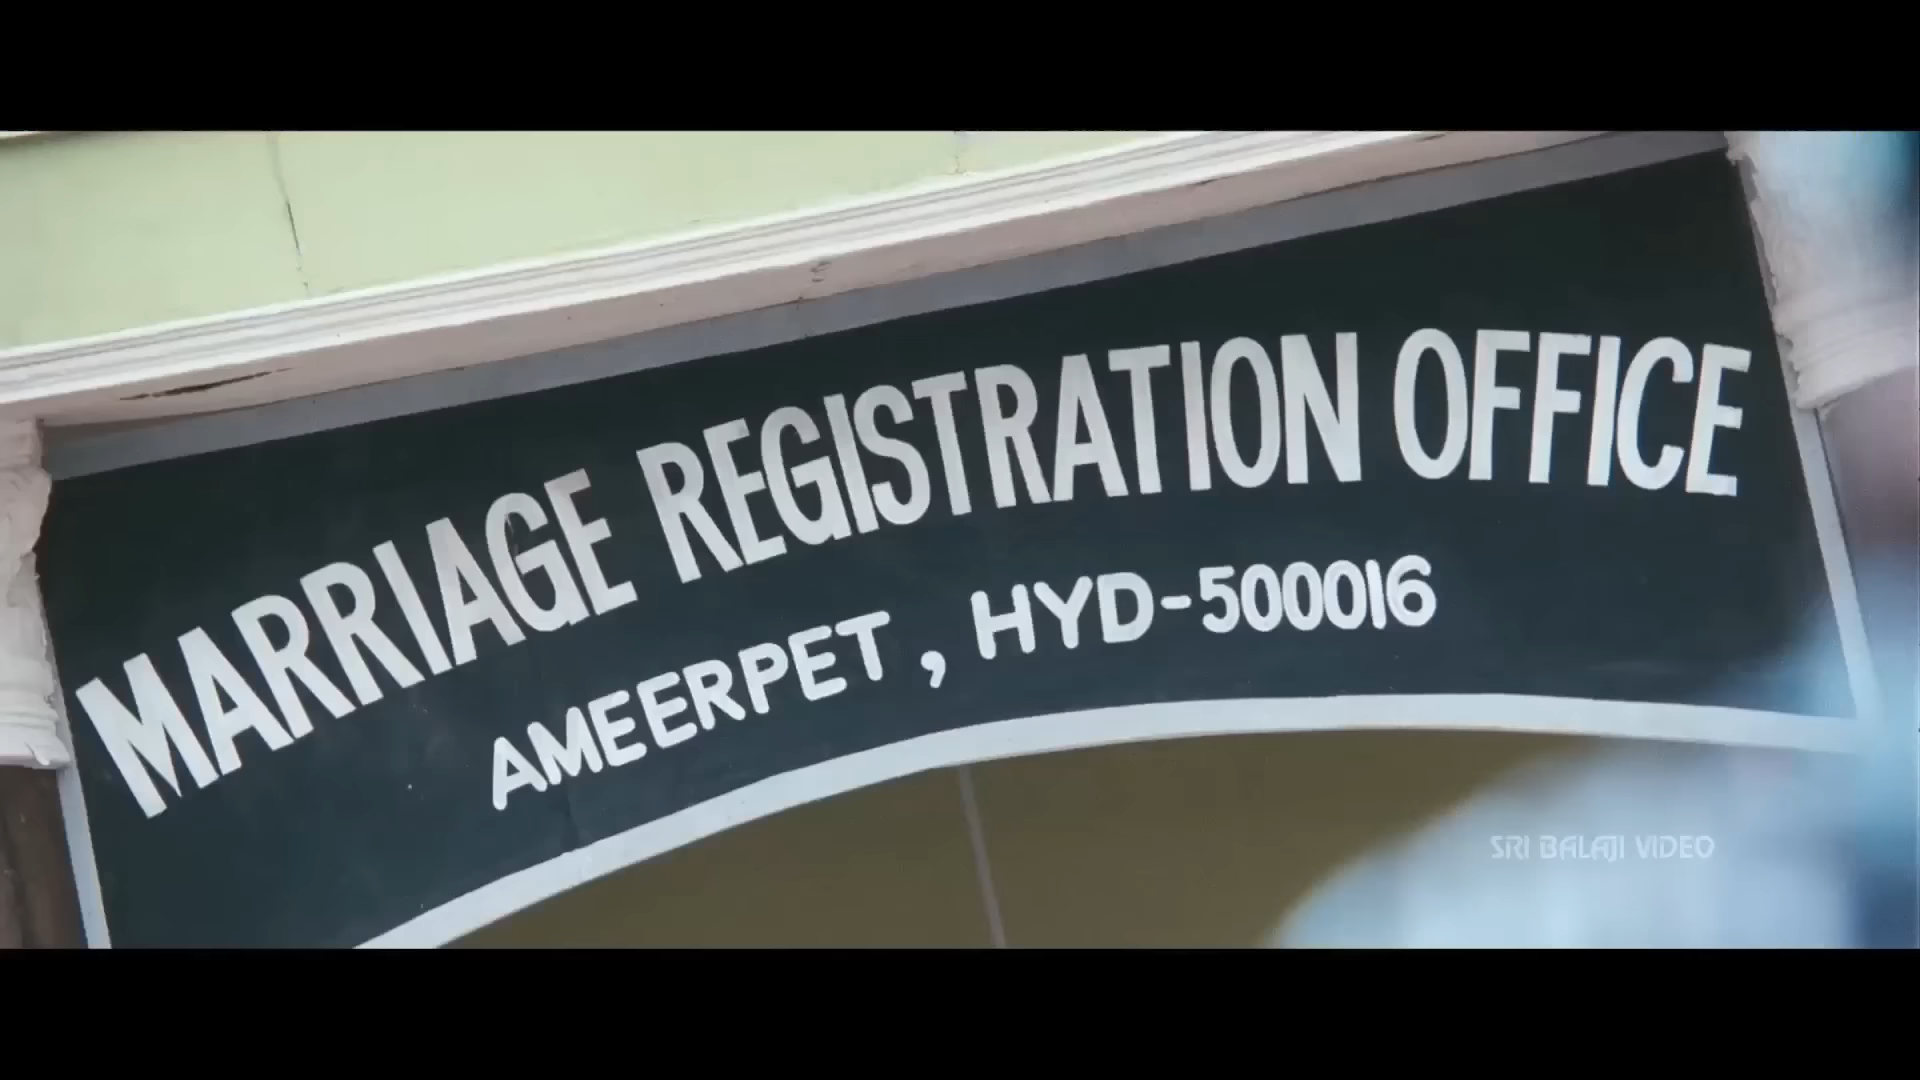 MARRIAGE REGISTRATION OFFICE
AMEERPET, HYD-500016
SRI BALAJI VIDEO